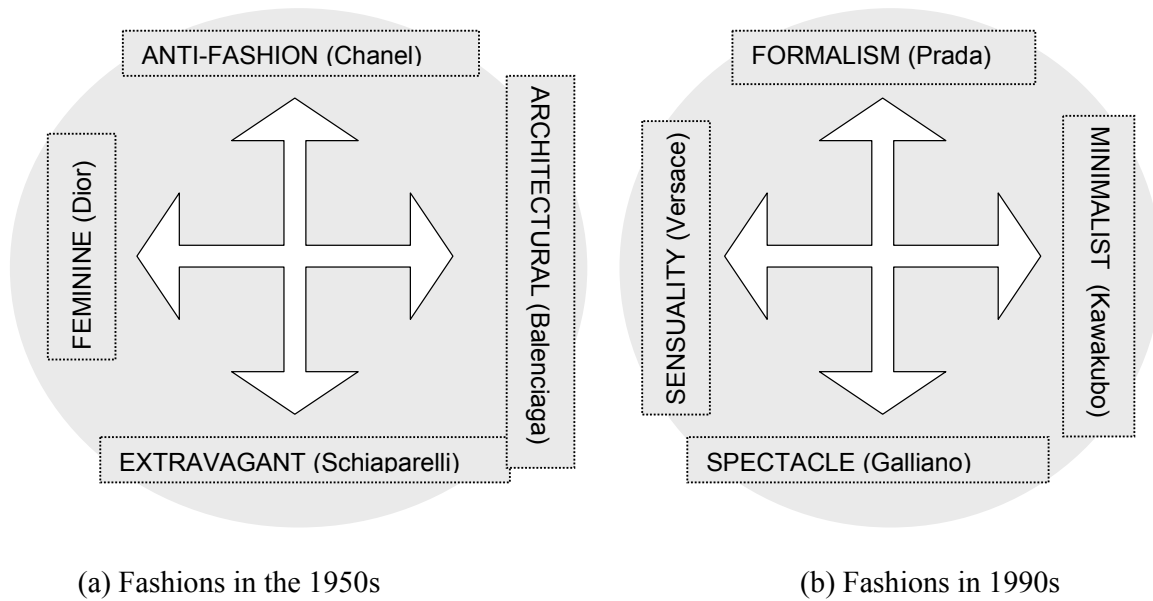 ANTI-FASHION (Chanel)
FEMININE (Dior)
ARCHITECTURAL (Balenciaga)
EXTRAVAGANT (Schiaparelli)
(a) Fashions in the 1950s
FORMALISM (Prada)
SENSUALITY (Versace)
MINIMALIST (Kawakubo)
SPECTACLE (Galliano)
(b) Fashions in 1990s